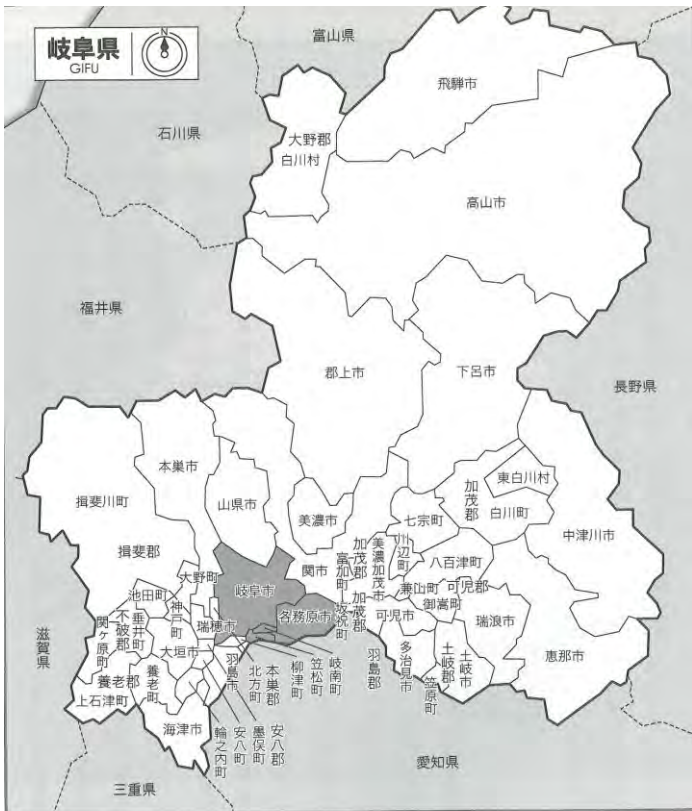 岐阜県
GIFU
N
富山県
石川県
福井県
長野県
滋賀県
三重県
愛知県
飛騨市
大野郡
白川村
高山市
郡上市
下呂市
本巣市
山県市
揖斐川町
揖斐郡
美濃市
関市
七宗町
加茂郡
東白川村
白川町
中津川市
川辺町
美濃加茂市
加茂郡
富加町
坂祝町
加茂郡
八百津町
兼山町
可児郡
御嵩町
可児市
瑞浪市
恵那市
大野町
岐阜市
各務原市
池田町
神戸町
瑞穂市
関ヶ原町
不破郡
垂井町
大垣市
養老郡
養老町
上石津町
海津市
羽島市
北方町
本巣郡
柳津町
笠松町
岐南町
羽島郡
多治見市
笠原町
土岐郡
土岐市
輪之内町
安八町
墨俣町
安八郡